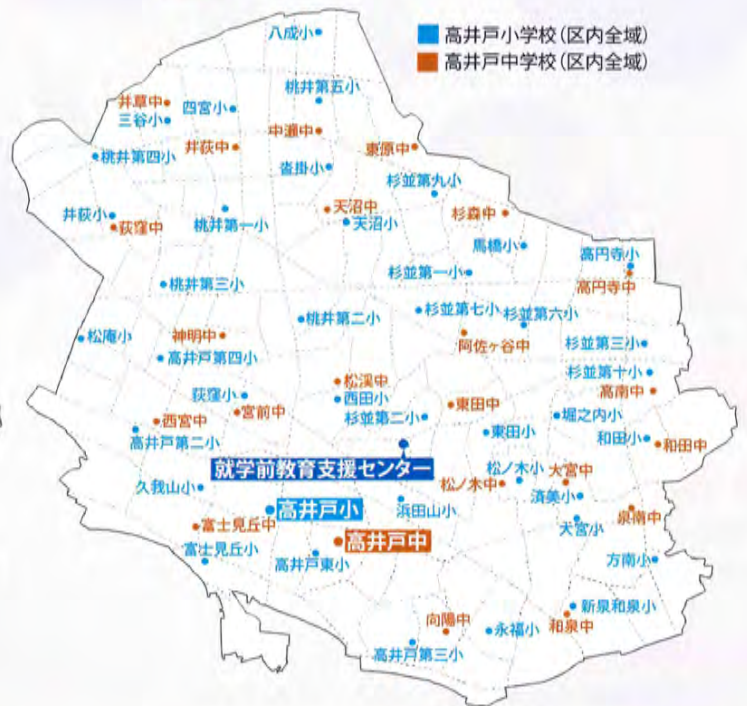 八成小
高井戸小学校(区内全域)
高井戸中学校(区内全域)
桃井第五小
井草中
四宮小
三谷小
中瀬中
井荻中
東原中
桃井第四小
沓掛小
杉並第九小
井荻小
荻窪中
桃井第一小
天沼中
天沼小
杉森中
馬橋小
高円寺小
高円寺中
杉並第一小
桃井第三小
桃井第二小
杉並第七小
杉並第六小
松庵小
神明中
阿佐ヶ谷中
杉並第三小
高井戸第四小
杉並第十小
松溪中
高南中
荻窪小
西田小
宮前中
杉並第二小
東田中
堀之内小
西宮中
高井戸第二小
東田小
和田小
和田中
就学前教育支援センター
松ノ木小
大宮中
久我山小
松ノ木中
済美小
高井戸小
浜田山小
泉南中
大宮小
富士見丘中
高井戸中
富士見丘小
高井戸東小
方南小
新泉和泉小
向陽中
永福小
和泉中
高井戸第三小